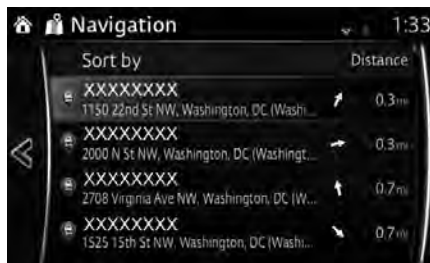 Navigation 1:33
Sort by Distance
XXXXXXXX
1150 22nd St NW, Washington, DC (Washi... 0.3mi
XXXXXXXX
2000 N St NW, Washington, DC (Washingt... 0.3mi
XXXXXXXX
2708 Virginia Ave NW, Washington, DC (W... 0.7mi
XXXXXXXX
1525 15th St NW, Washington, DC (Washi... 0.7mi